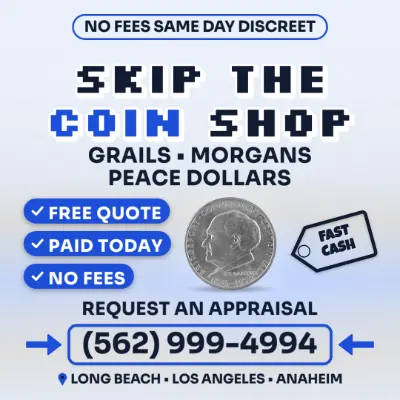 NO FEES SAME DAY DISCREET
SKIP THE
COIN SHOP
GRAILS ▪ MORGANS
PEACE DOLLARS
✓ FREE QUOTE
✓ PAID TODAY
✓ NO FEES
FAST
CASH
REQUEST AN APPRAISAL
(562) 999-4994
LONG BEACH ▪ LOS ANGELES ▪ ANAHEIM